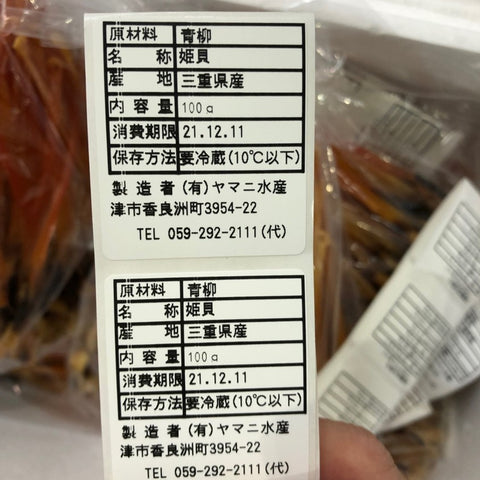 原材料 青柳
名 称 姫貝
産 地 三重県産
内容量 100g
消費期限 21.12.11
保存方法 要冷蔵(10℃以下)
製造者(有)ヤマニ水産
津市香良洲町3954-22
TEL 059-292-2111(代)
原材料 青柳
名 称 姫貝
産 地 三重県産
内容量 100g
消費期限 21.12.11
保存方法 要冷蔵(10℃以下)
製造者(有)ヤマニ水産
津市香良洲町3954-22
TEL 059-292-2111(代)